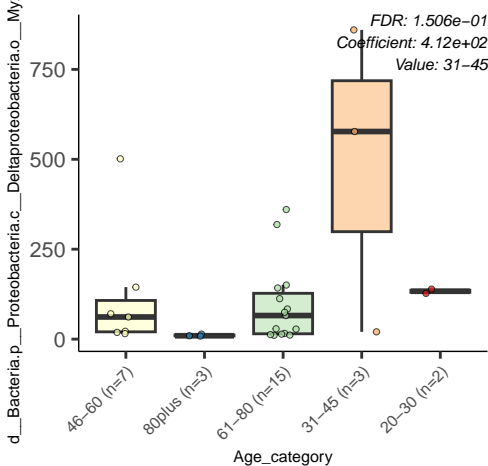 FDR: 1.506e−01
Coefficient: 4.12e+02
Value: 31−45
d__Bacteria.p__Proteobacteria.c__Deltaproteobacteria.o__My
750
500
250
0
46−60 (n=7)
80plus (n=3)
61−80 (n=15)
31−45 (n=3)
20−30 (n=2)
Age_category